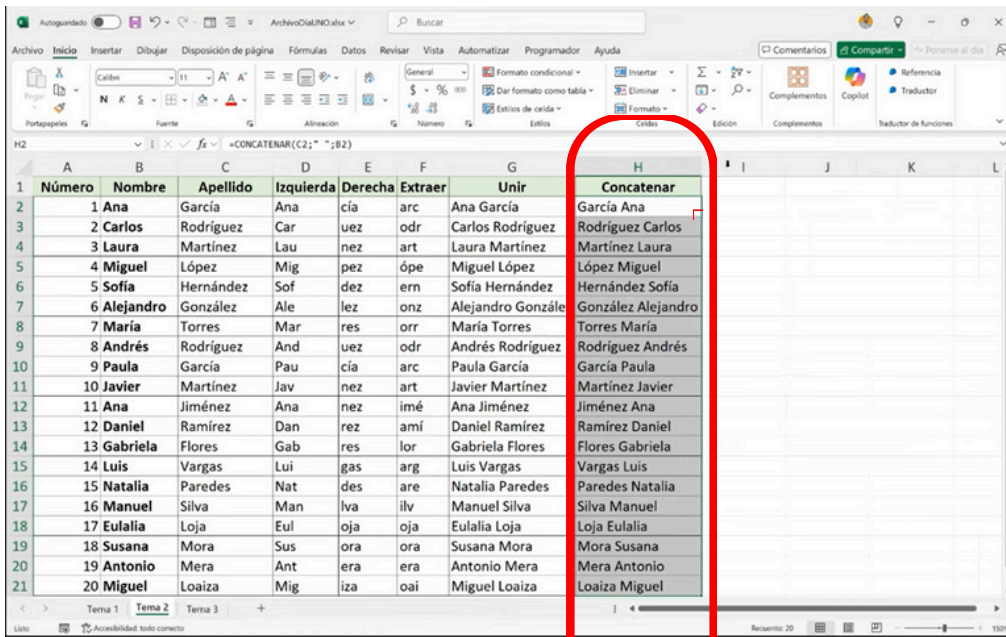 Autoguardado ArchivoDíaUNO.xlsx Buscar
Archivo Inicio Insertar Dibujar Disposición de página Fórmulas Datos Revisar Vista Automatizar Programador Ayuda Comentarios Compartir Ponerse al día
Pegar Calibri 11 A A General Formato condicional Insertar Complementos Copilot Referencia
N K S A $ % 000 Dar formato como tabla Eliminar Traductor
Estilos de celda Formato
Portapapeles Fuente Alineación Número Estilos Celdas Edición Complementos Traductor de funciones
H2 fx =CONCATENAR(C2;" ";B2)
A B C D E F G H I J K L
1 Número Nombre Apellido Izquierda Derecha Extraer Unir Concatenar
2 1 Ana García Ana cía arc Ana García García Ana
3 2 Carlos Rodríguez Car uez odr Carlos Rodríguez Rodríguez Carlos
4 3 Laura Martínez Lau nez art Laura Martínez Martínez Laura
5 4 Miguel López Mig pez ópe Miguel López López Miguel
6 5 Sofía Hernández Sof dez ern Sofía Hernández Hernández Sofía
7 6 Alejandro González Ale lez onz Alejandro Gonzále González Alejandro
8 7 María Torres Mar res orr María Torres Torres María
9 8 Andrés Rodríguez And uez odr Andrés Rodríguez Rodríguez Andrés
10 9 Paula García Pau cía arc Paula García García Paula
11 10 Javier Martínez Jav nez art Javier Martínez Martínez Javier
12 11 Ana Jiménez Ana nez imé Ana Jiménez Jiménez Ana
13 12 Daniel Ramírez Dan rez amí Daniel Ramírez Ramírez Daniel
14 13 Gabriela Flores Gab res lor Gabriela Flores Flores Gabriela
15 14 Luis Vargas Lui gas arg Luis Vargas Vargas Luis
16 15 Natalia Paredes Nat des are Natalia Paredes Paredes Natalia
17 16 Manuel Silva Man lva ilv Manuel Silva Silva Manuel
18 17 Eulalia Loja Eul oja oja Eulalia Loja Loja Eulalia
19 18 Susana Mora Sus ora ora Susana Mora Mora Susana
20 19 Antonio Mera Ant era era Antonio Mera Mera Antonio
21 20 Miguel Loaiza Mig iza oai Miguel Loaiza Loaiza Miguel
Tema 1 Tema 2 Tema 3 +
Listo Accesibilidad: todo correcto Recuento: 20